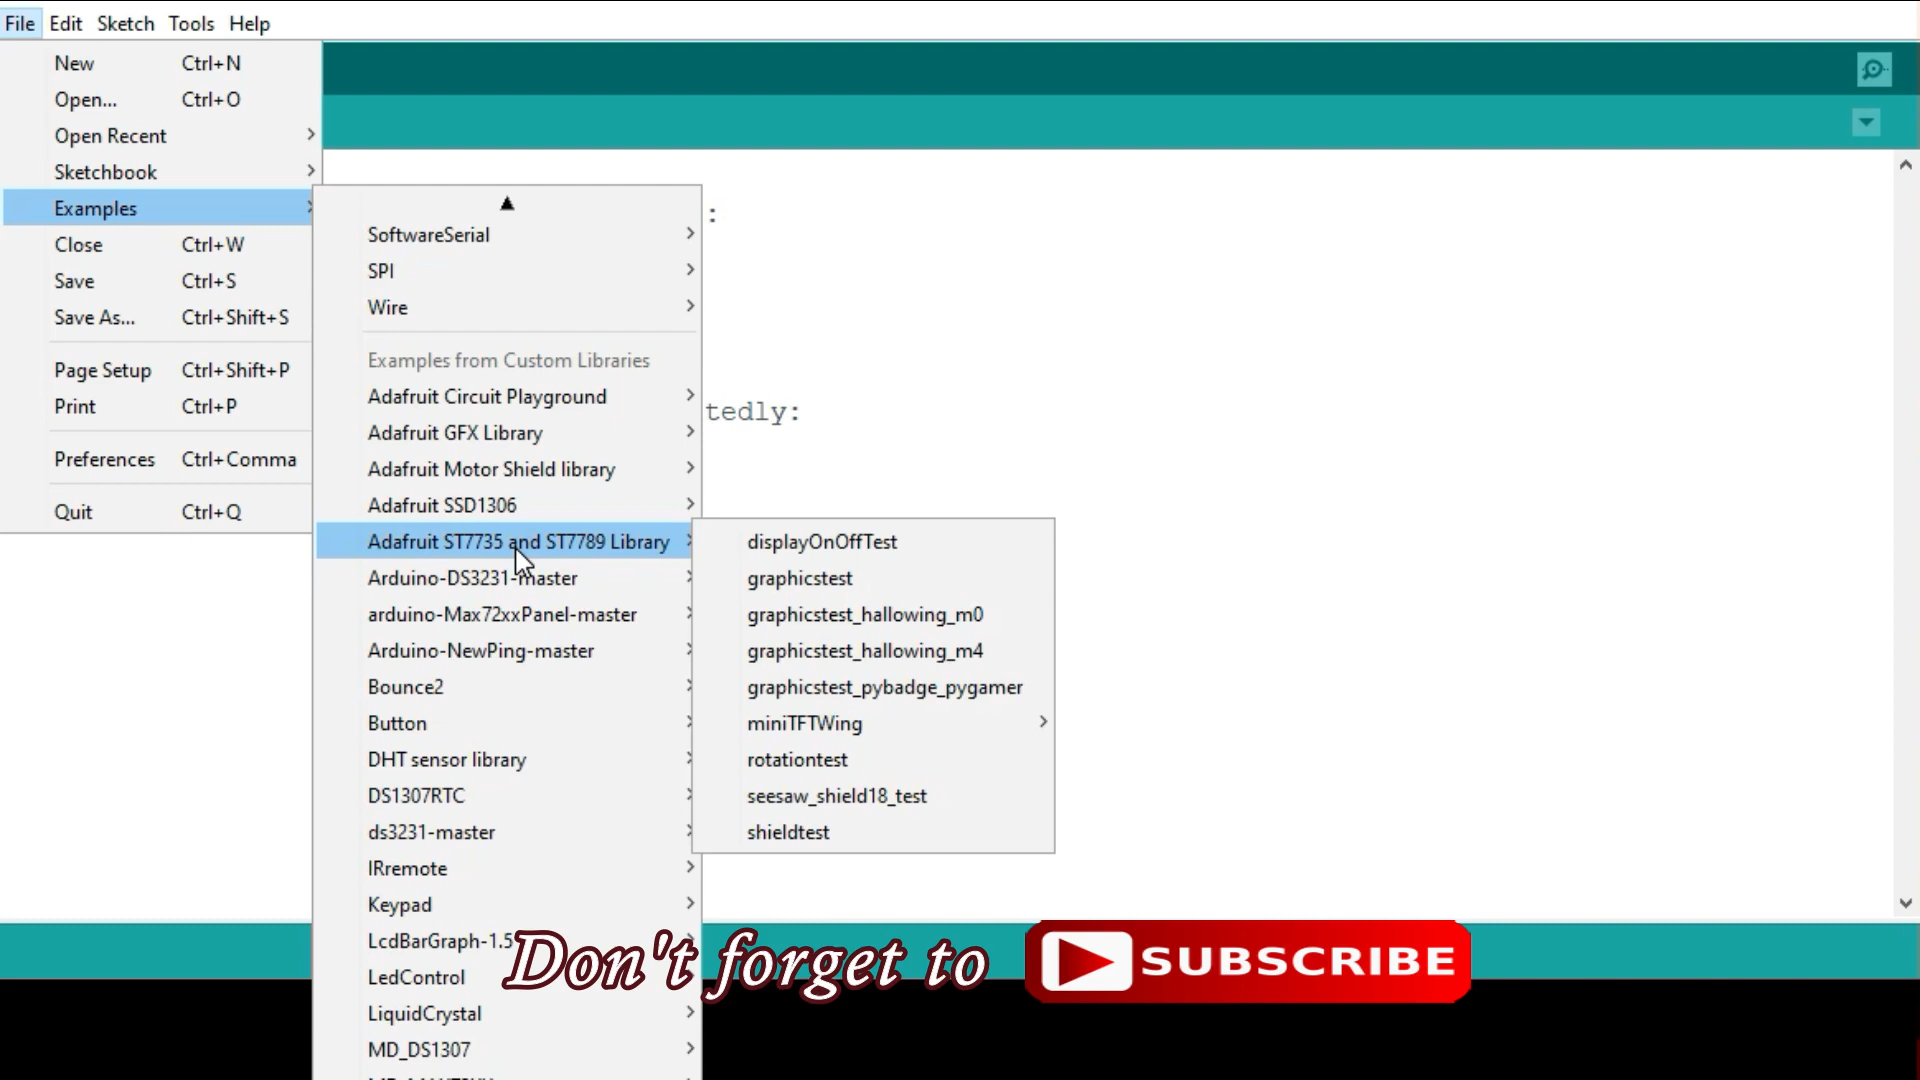 File Edit Sketch Tools Help
New Ctrl+N
Open... Ctrl+O
Open Recent
Sketchbook
Examples
Close Ctrl+W
Save Ctrl+S
Save As... Ctrl+Shift+S
Page Setup Ctrl+Shift+P
Print Ctrl+P
Preferences Ctrl+Comma
Quit Ctrl+Q
SoftwareSerial
SPI
Wire
Examples from Custom Libraries
Adafruit Circuit Playground
Adafruit GFX Library
Adafruit Motor Shield library
Adafruit SSD1306
Adafruit ST7735 and ST7789 Library
Arduino-DS3231-master
arduino-Max72xxPanel-master
Arduino-NewPing-master
Bounce2
Button
DHT sensor library
DS1307RTC
ds3231-master
IRremote
Keypad
LcdBarGraph-1.5
LedControl
LiquidCrystal
MD_DS1307
displayOnOffTest
graphicstest
graphicstest_hallowing_m0
graphicstest_hallowing_m4
graphicstest_pybadge_pygamer
miniTFTWing
rotationtest
seesaw_shield18_test
shieldtest
:
tedly:
Don't forget to SUBSCRIBE